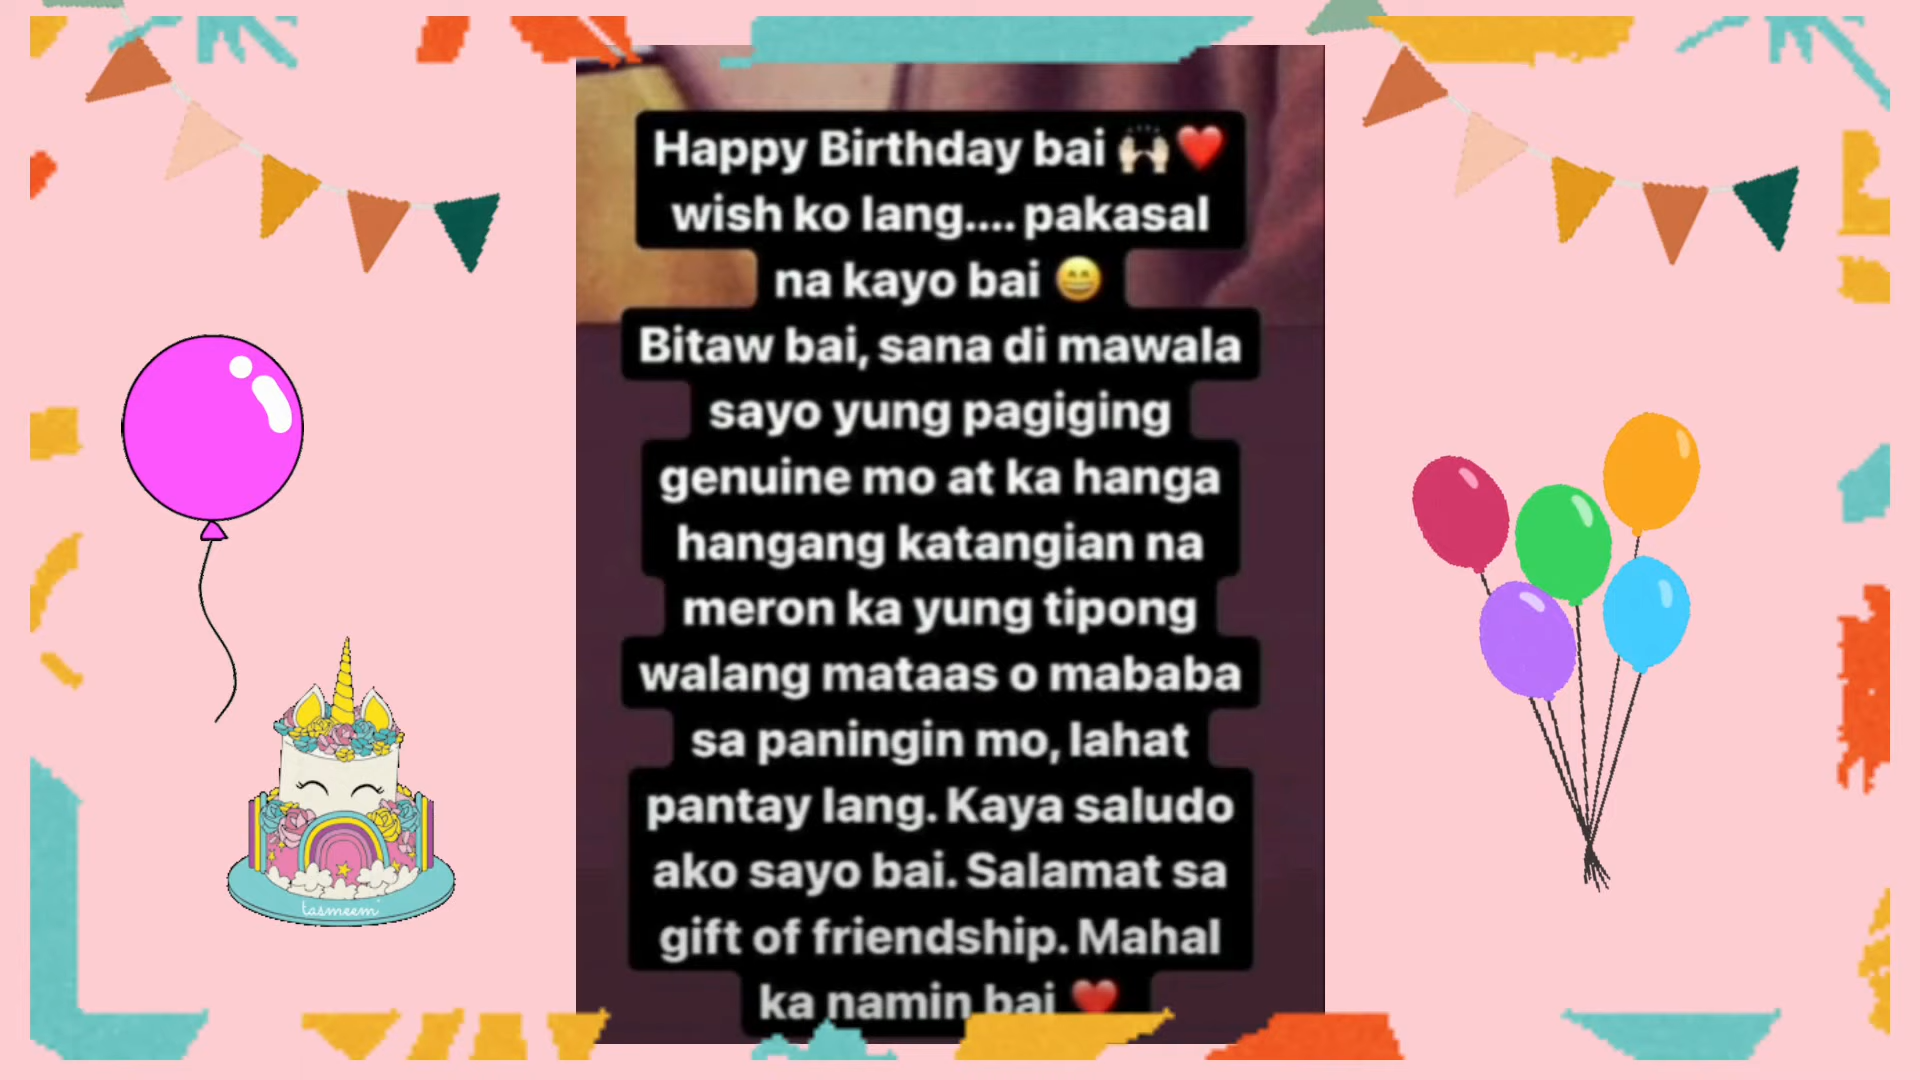 Happy Birthday bai 🙌🏻❤️
wish ko lang.... pakasal
na kayo bai 😄
Bitaw bai, sana di mawala
sayo yung pagiging
genuine mo at ka hanga
hangang katangian na
meron ka yung tipong
walang mataas o mababa
sa paningin mo, lahat
pantay lang. Kaya saludo
ako sayo bai. Salamat sa
gift of friendship. Mahal
ka namin bai ❤️
tasmeem